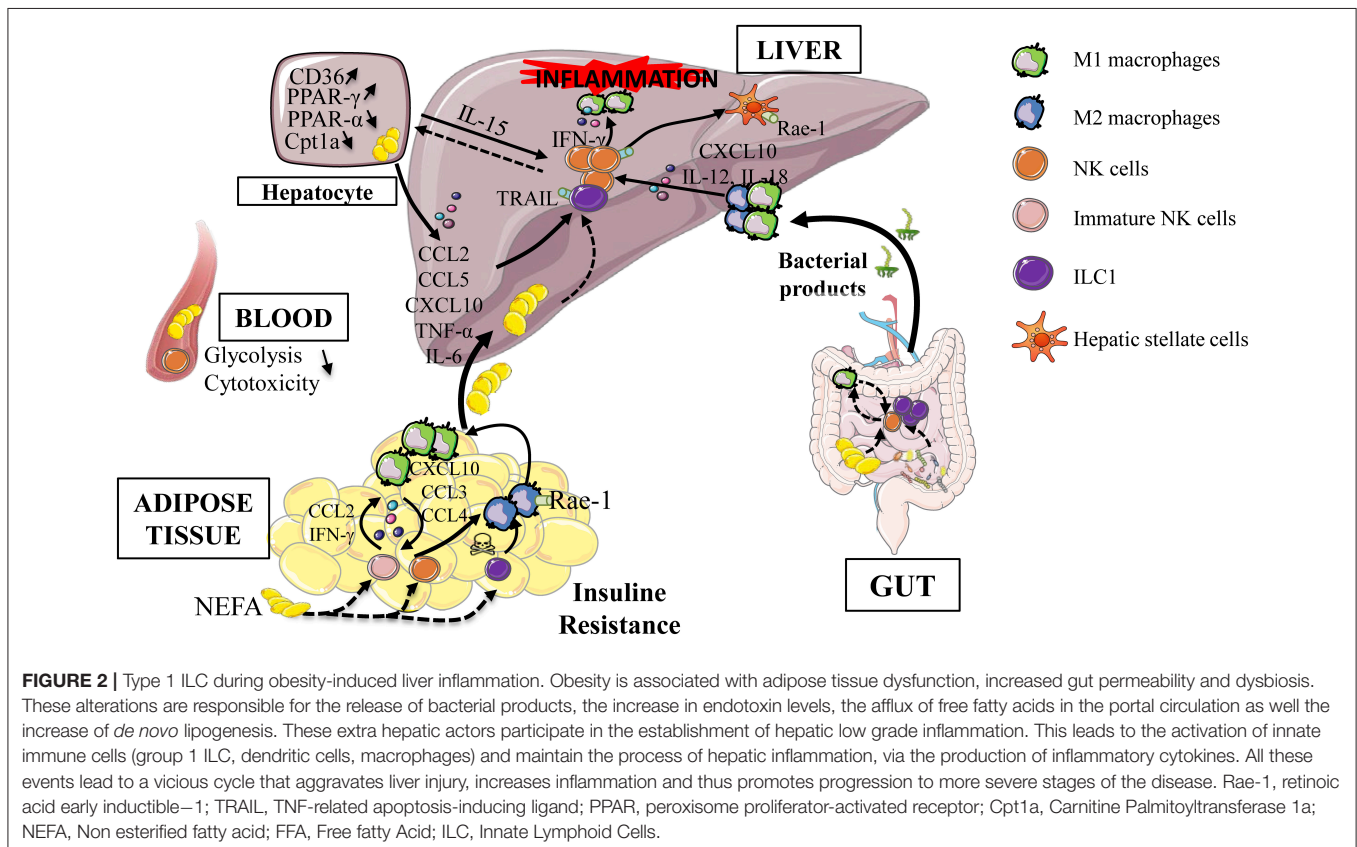 CD36
PPAR-γ
PPAR-α
Cpt1a
Hepatocyte
IL-15
INFLAMMATION
LIVER
IFN-γ
Rae-1
CXCL10
IL-12, IL-18
TRAIL
CCL2
CCL5
CXCL10
TNF-α
IL-6
Bacterial
products
BLOOD
Glycolysis
Cytotoxicity
ADIPOSE
TISSUE
CXCL10
CCL3
CCL4
CCL2
IFN-γ
Rae-1
NEFA
Insuline
Resistance
GUT
M1 macrophages
M2 macrophages
NK cells
Immature NK cells
ILC1
Hepatic stellate cells
FIGURE 2 | Type 1 ILC during obesity-induced liver inflammation. Obesity is associated with adipose tissue dysfunction, increased gut permeability and dysbiosis.
These alterations are responsible for the release of bacterial products, the increase in endotoxin levels, the afflux of free fatty acids in the portal circulation as well the
increase of de novo lipogenesis. These extra hepatic actors participate in the establishment of hepatic low grade inflammation. This leads to the activation of innate
immune cells (group 1 ILC, dendritic cells, macrophages) and maintain the process of hepatic inflammation, via the production of inflammatory cytokines. All these
events lead to a vicious cycle that aggravates liver injury, increases inflammation and thus promotes progression to more severe stages of the disease. Rae-1, retinoic
acid early inductible−1; TRAIL, TNF-related apoptosis-inducing ligand; PPAR, peroxisome proliferator-activated receptor; Cpt1a, Carnitine Palmitoyltransferase 1a;
NEFA, Non esterified fatty acid; FFA, Free fatty Acid; ILC, Innate Lymphoid Cells.